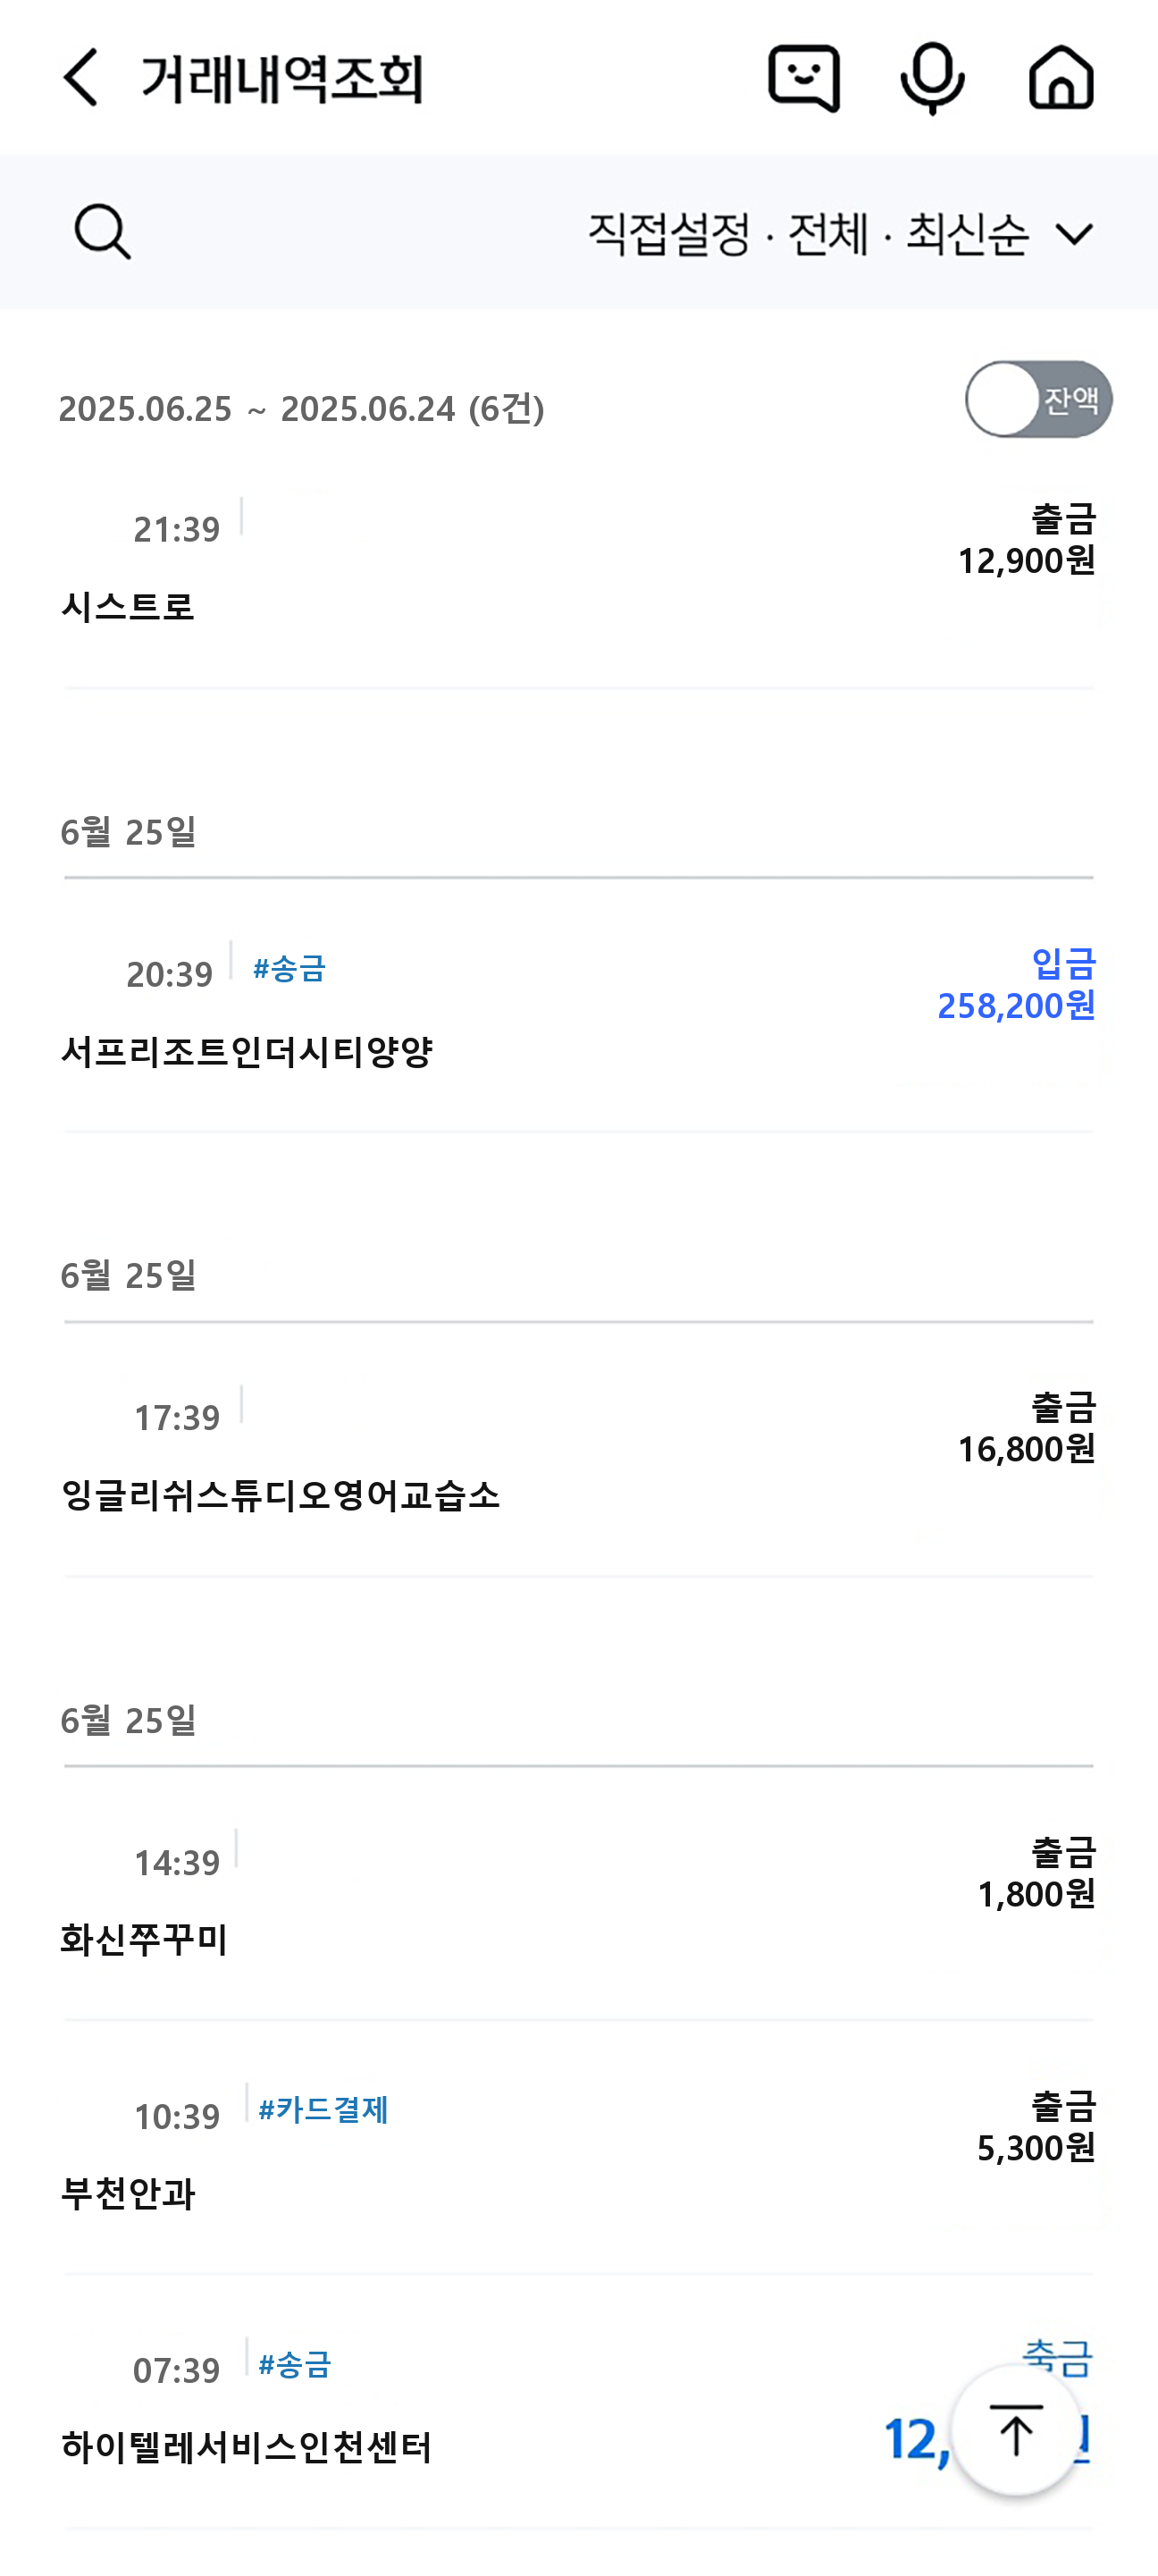 거래내역조회
직접설정 · 전체 · 최신순
2025.06.25 ~ 2025.06.24 (6건)
잔액
21:39
출금
12,900원
시스트로
6월 25일
20:39 #송금
입금
258,200원
서프리조트인더시티양양
6월 25일
17:39
출금
16,800원
잉글리쉬스튜디오영어교습소
6월 25일
14:39
출금
1,800원
화신쭈꾸미
10:39 #카드결제
출금
5,300원
부천안과
07:39 #송금
하이텔레서비스인천센터
12,